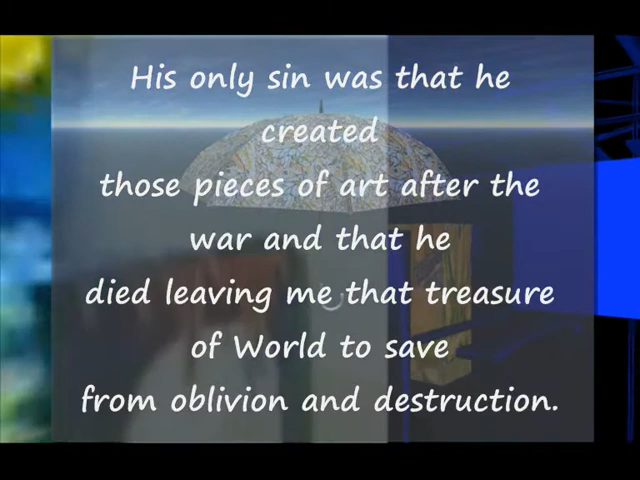 His only sin was that he
created
those pieces of art after the
war and that he
died leaving me that treasure
of World to save
from oblivion and destruction.